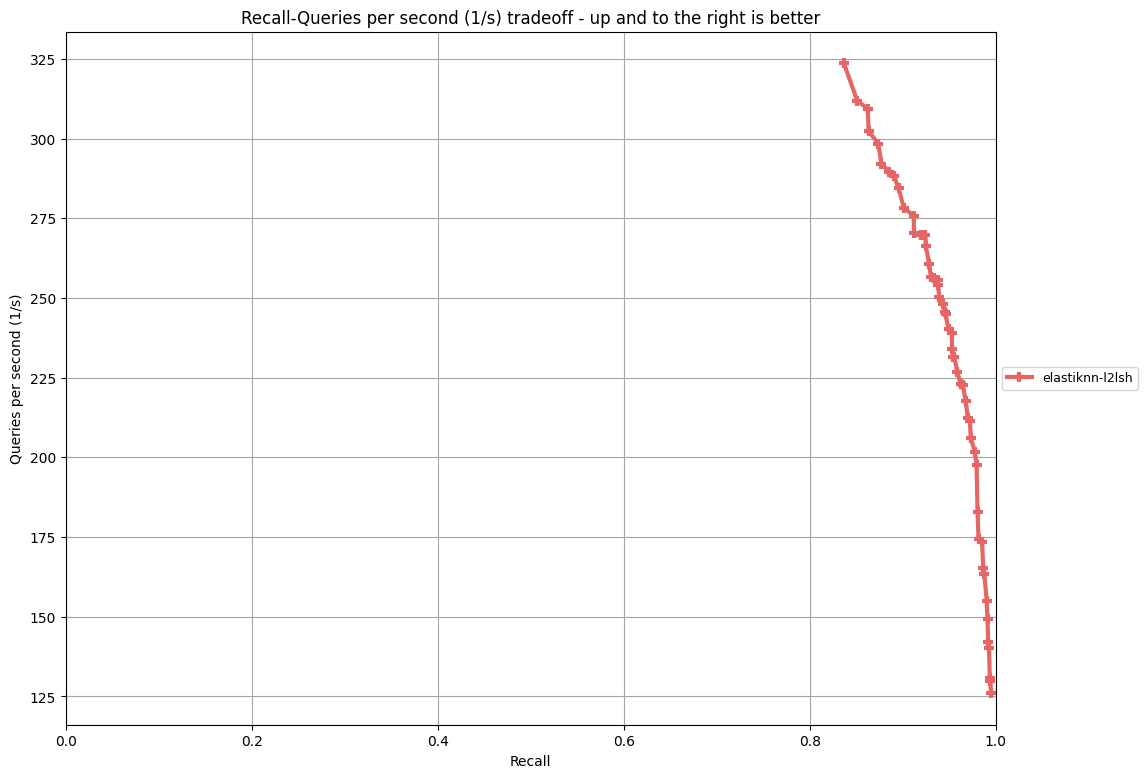 Recall-Queries per second (1/s) tradeoff - up and to the right is better
325
300
275
250
225
200
175
150
125
Queries per second (1/s)
0.0 0.2 0.4 0.6 0.8 1.0
Recall
elastiknn-l2lsh